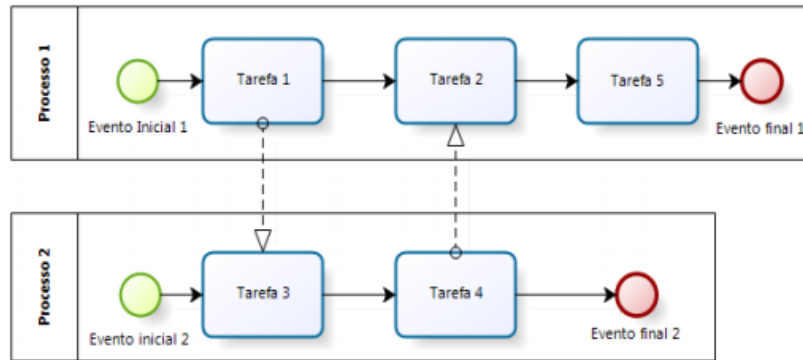 Processo 1
Tarefa 1
Tarefa 2
Tarefa 5
Evento Inicial 1
Evento final 1
Processo 2
Tarefa 3
Tarefa 4
Evento inicial 2
Evento final 2